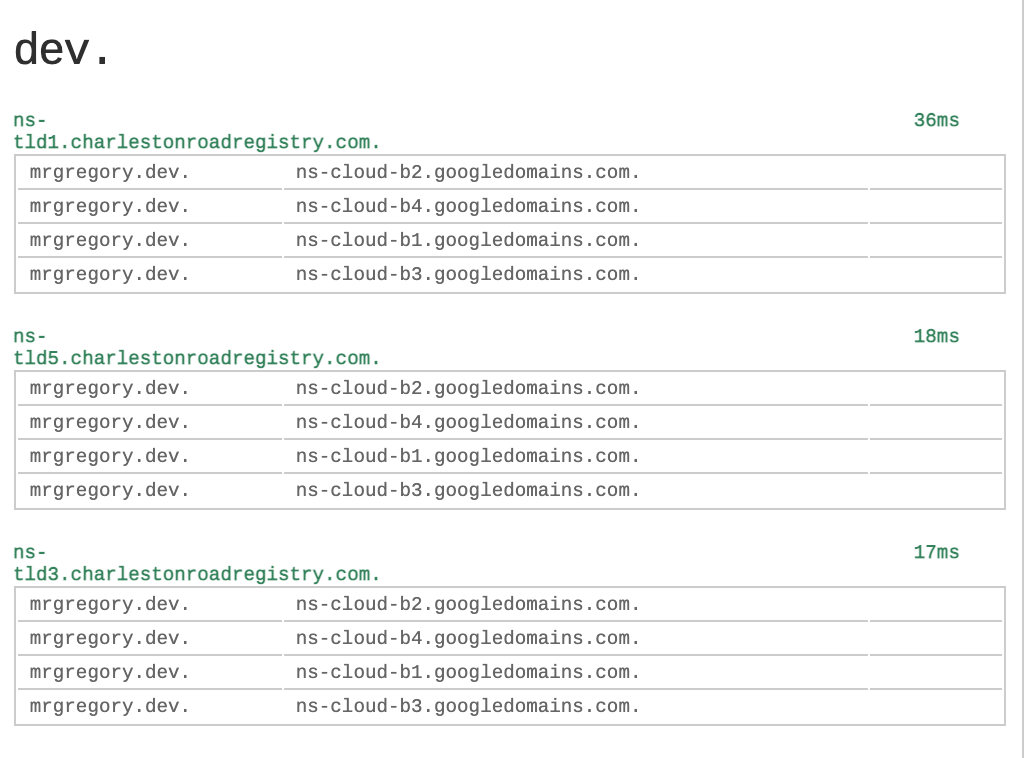 dev.
ns-
36ms
tld1.charlestonroadregistry.com.
mrgregory.dev. ns-cloud-b2.googledomains.com.
mrgregory.dev. ns-cloud-b4.googledomains.com.
mrgregory.dev. ns-cloud-b1.googledomains.com.
mrgregory.dev. ns-cloud-b3.googledomains.com.
ns-
18ms
tld5.charlestonroadregistry.com.
mrgregory.dev. ns-cloud-b2.googledomains.com.
mrgregory.dev. ns-cloud-b4.googledomains.com.
mrgregory.dev. ns-cloud-b1.googledomains.com.
mrgregory.dev. ns-cloud-b3.googledomains.com.
ns-
17ms
tld3.charlestonroadregistry.com.
mrgregory.dev. ns-cloud-b2.googledomains.com.
mrgregory.dev. ns-cloud-b4.googledomains.com.
mrgregory.dev. ns-cloud-b1.googledomains.com.
mrgregory.dev. ns-cloud-b3.googledomains.com.